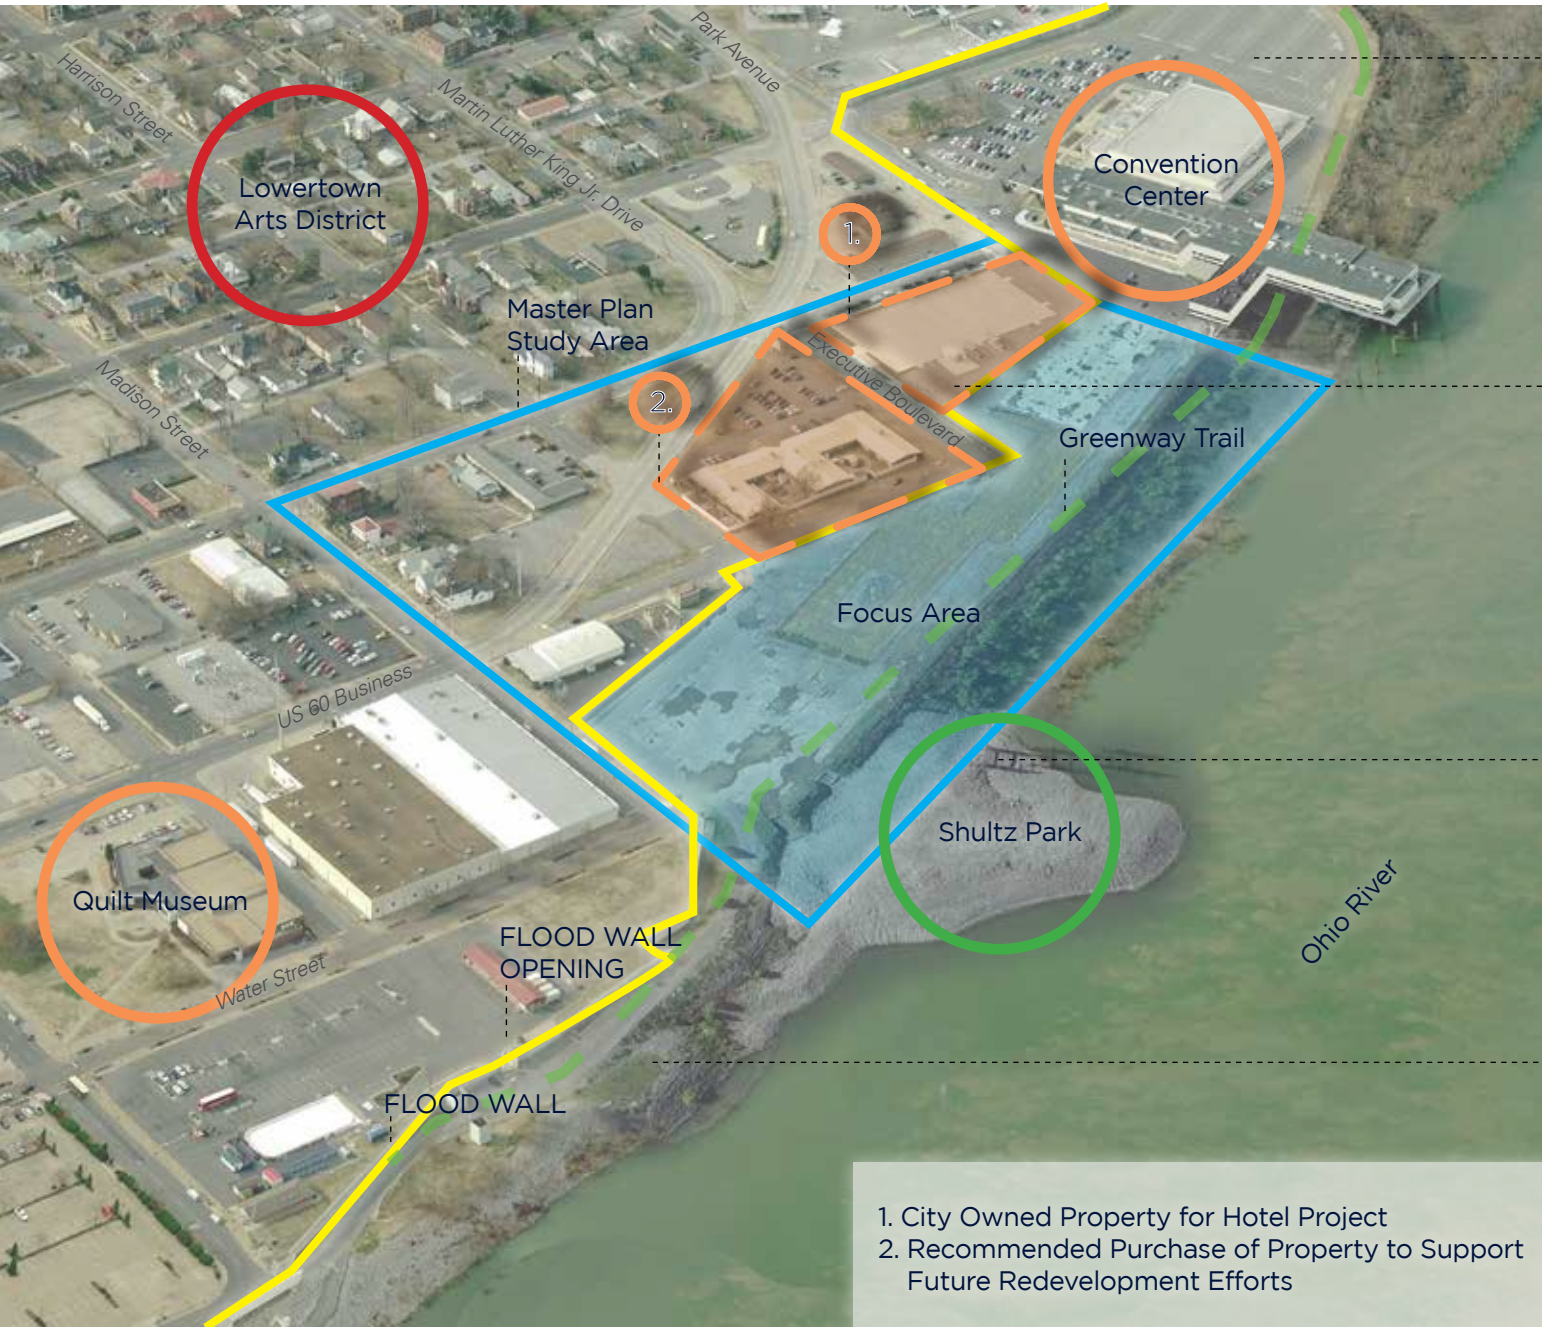 Park Avenue
Harrison Street
Martin Luther King Jr. Drive
Lowertown
Arts District
Convention
Center
1.
Master Plan
Study Area
Executive Boulevard
Madison Street
2.
Greenway Trail
Focus Area
US 60 Business
Shultz Park
Quilt Museum
Ohio River
FLOOD WALL
OPENING
Water Street
FLOOD WALL
1. City Owned Property for Hotel Project
2. Recommended Purchase of Property to Support
Future Redevelopment Efforts